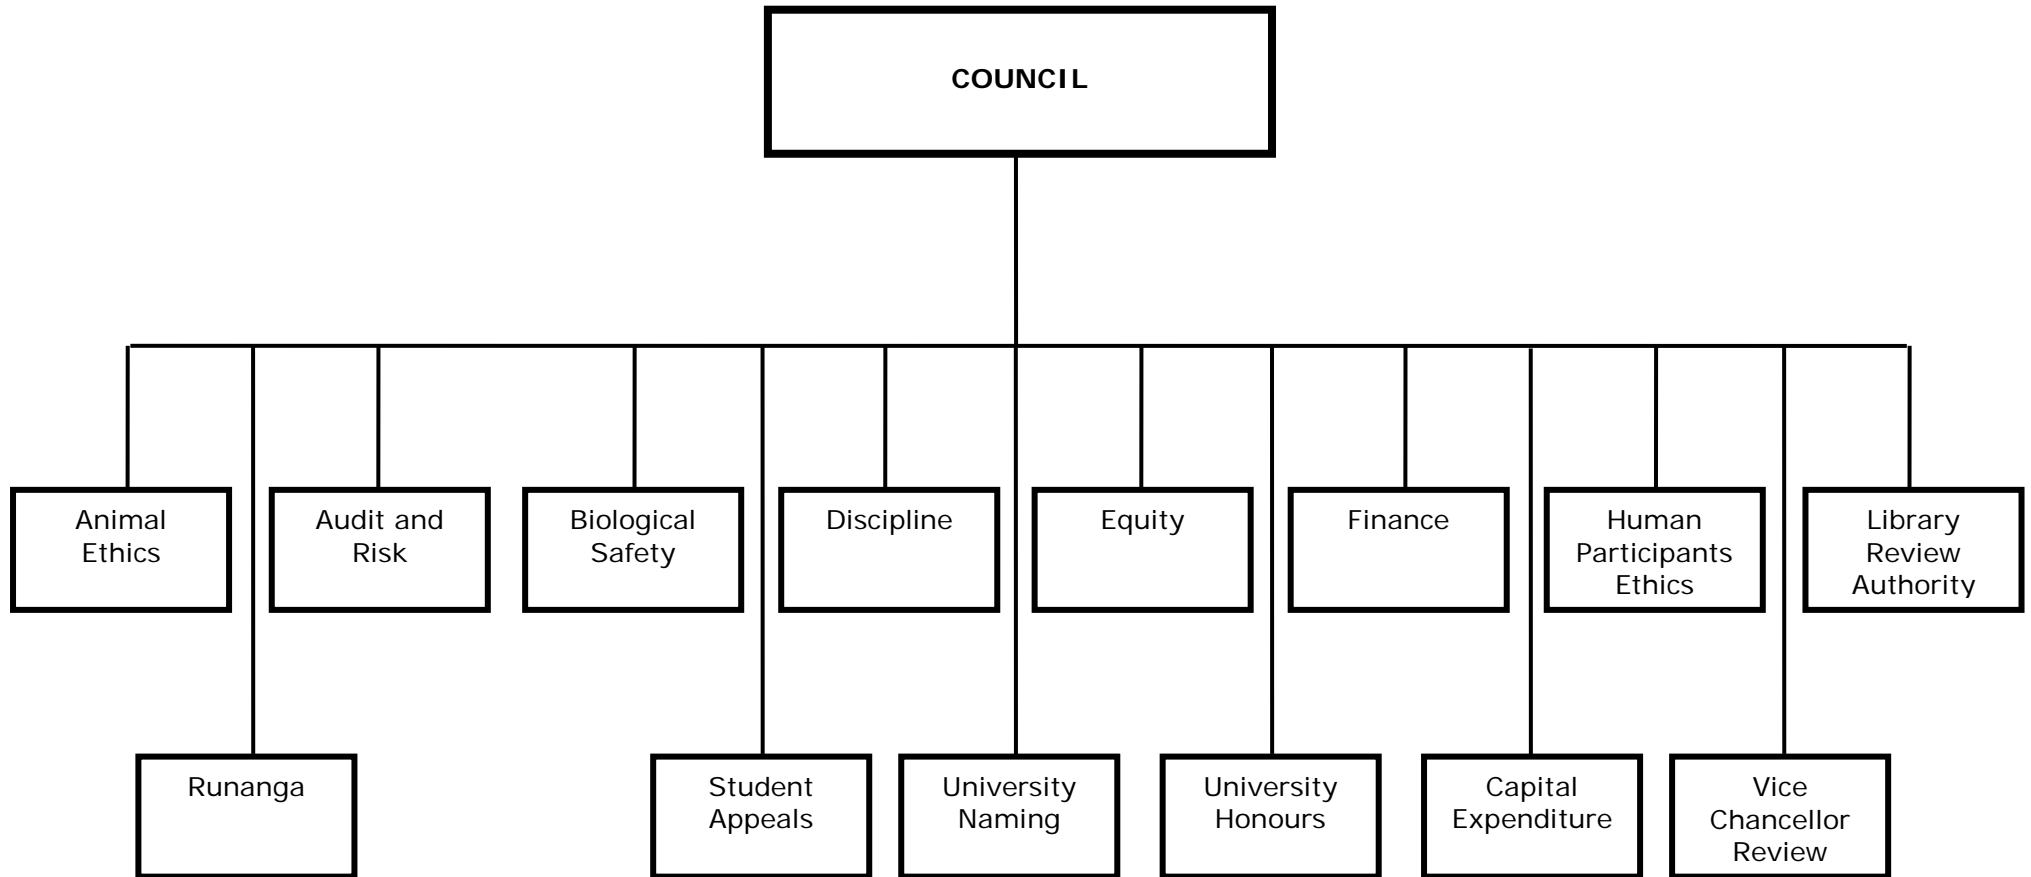 COUNCIL
Animal
Ethics
Audit and
Risk
Biological
Safety
Discipline
Equity
Finance
Human
Participants
Ethics
Library
Review
Authority
Runanga
Student
Appeals
University
Naming
University
Honours
Capital
Expenditure
Vice
Chancellor
Review